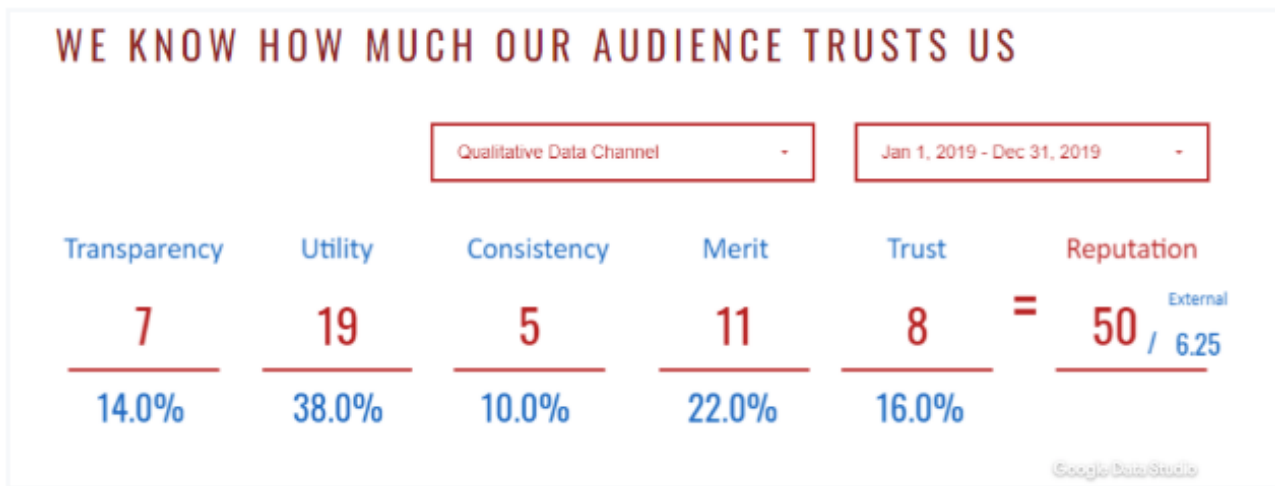 WE KNOW HOW MUCH OUR AUDIENCE TRUSTS US
Qualitative Data Channel
Jan 1, 2019 - Dec 31, 2019
Transparency Utility Consistency Merit Trust Reputation
7 19 5 11 8 = 50 / External 6.25
14.0% 38.0% 10.0% 22.0% 16.0%
Google Data Studio